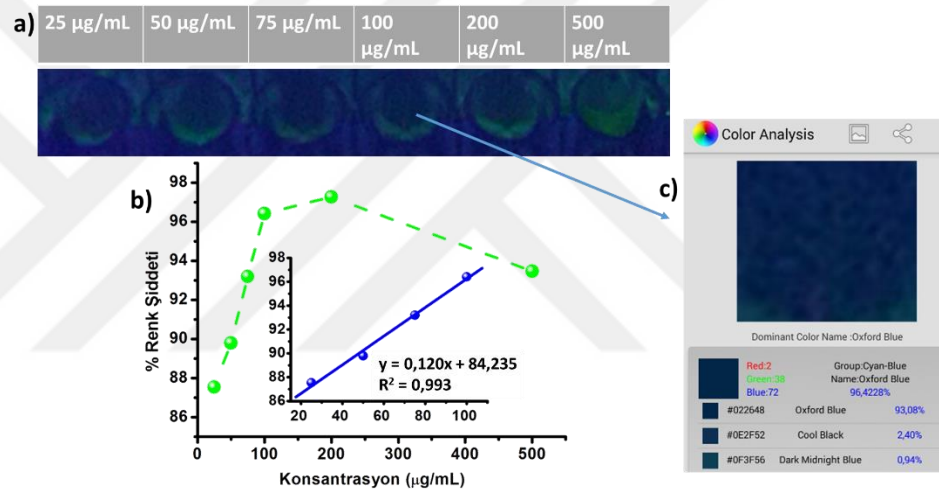 a)
25 µg/mL
50 µg/mL
75 µg/mL
100
µg/mL
200
µg/mL
500
µg/mL
b)
% Renk Şiddeti
98
96
94
92
90
88
86
0
100
200
300
400
500
Konsantrasyon (µg/mL)
98
96
94
92
90
88
86
20
40
60
80
100
y = 0,120x + 84,235
R² = 0,993
c)
Color Analysis
Dominant Color Name :Oxford Blue
Red:2
Group:Cyan-Blue
Green:38
Name:Oxford Blue
Blue:72
96,4228%
#022648 Oxford Blue 93,08%
#0E2F52 Cool Black 2,40%
#0F3F56 Dark Midnight Blue 0,94%